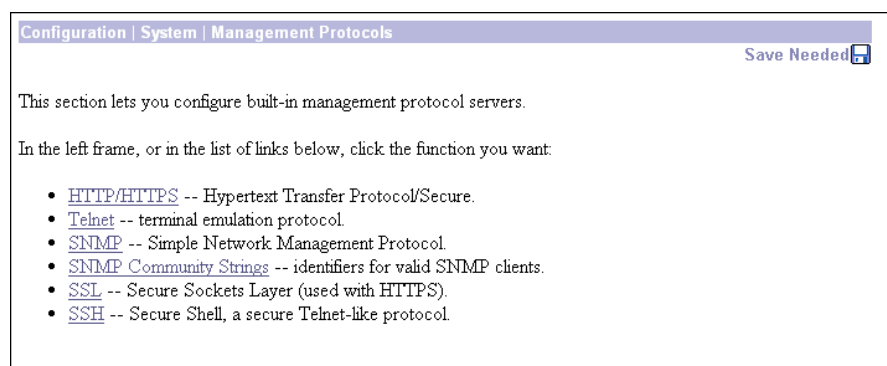 Configuration | System | Management Protocols
Save Needed
This section lets you configure built-in management protocol servers.
In the left frame, or in the list of links below, click the function you want:
• HTTP/HTTPS -- Hypertext Transfer Protocol/Secure.
• Telnet -- terminal emulation protocol.
• SNMP -- Simple Network Management Protocol.
• SNMP Community Strings -- identifiers for valid SNMP clients.
• SSL -- Secure Sockets Layer (used with HTTPS).
• SSH -- Secure Shell, a secure Telnet-like protocol.